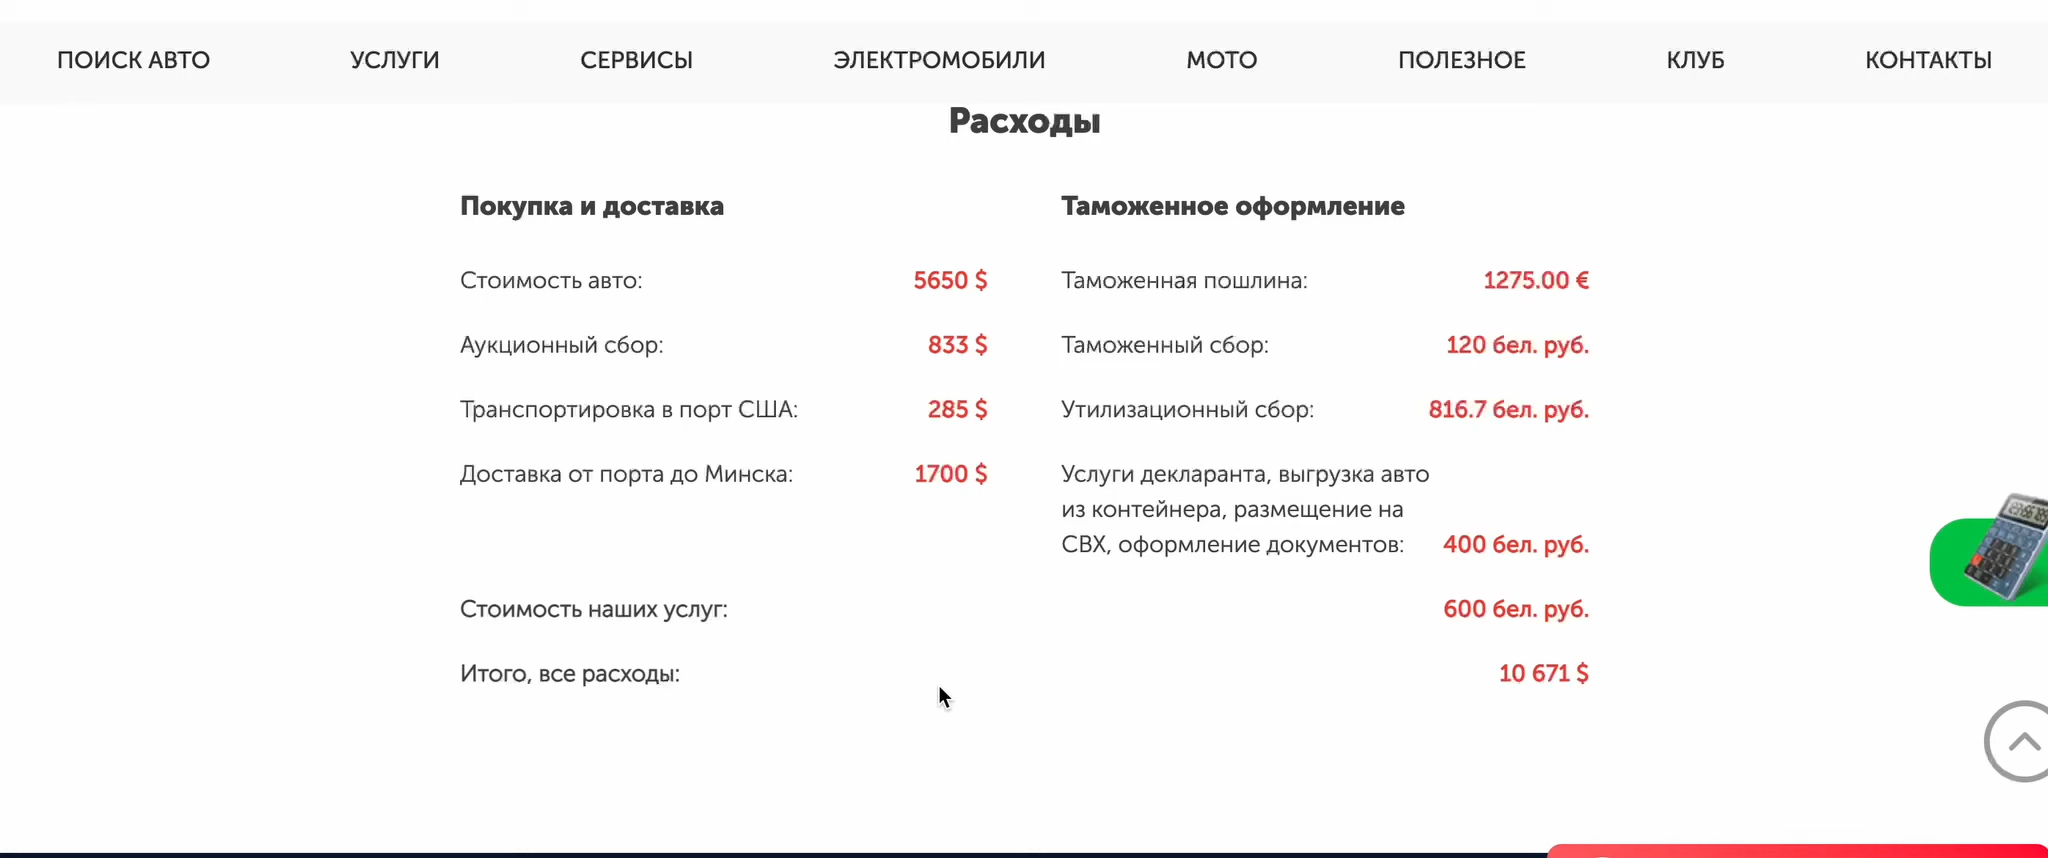 ПОИСК АВТО УСЛУГИ СЕРВИСЫ ЭЛЕКТРОМОБИЛИ МОТО ПОЛЕЗНОЕ КЛУБ КОНТАКТЫ
Расходы
Покупка и доставка
Стоимость авто: 5650 $
Аукционный сбор: 833 $
Транспортировка в порт США: 285 $
Доставка от порта до Минска: 1700 $
Таможенное оформление
Таможенная пошлина: 1275.00 €
Таможенный сбор: 120 бел. руб.
Утилизационный сбор: 816.7 бел. руб.
Услуги декларанта, выгрузка авто
из контейнера, размещение на
СВХ, оформление документов: 400 бел. руб.
Стоимость наших услуг: 600 бел. руб.
Итого, все расходы: 10 671 $